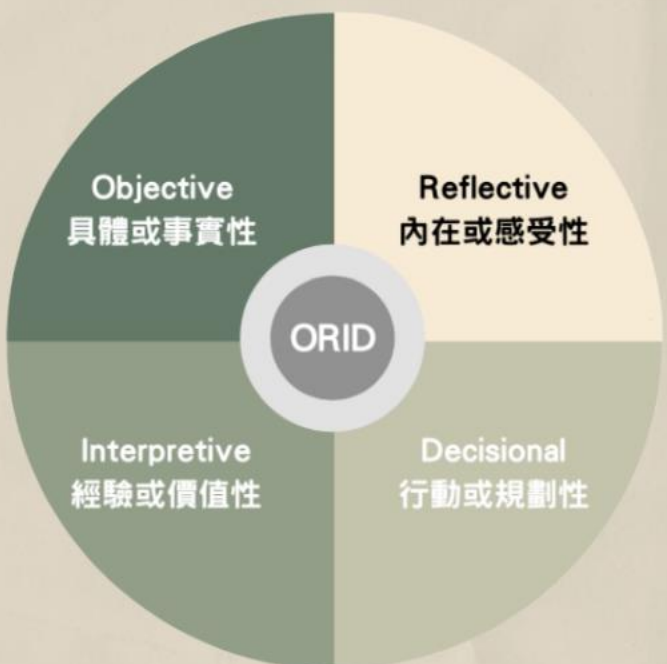 Objective
具體或事實性
Reflective
內在或感受性
ORID
Interpretive
經驗或價值性
Decisional
行動或規劃性